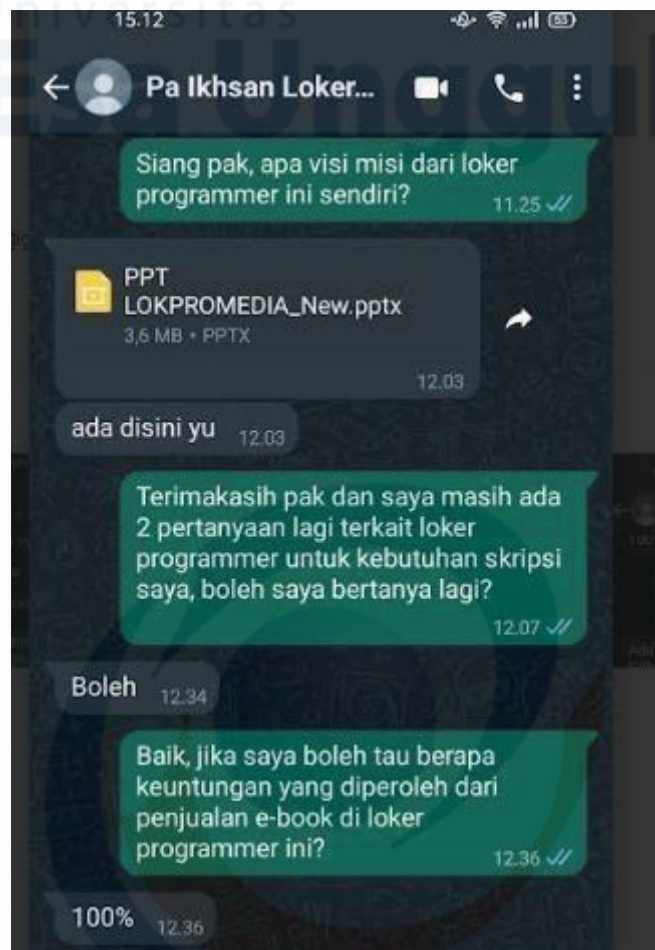 Universitas
Esa Unggul
15.12
53
Pa Ikhsan Loker...
Siang pak, apa visi misi dari loker
programmer ini sendiri?
11.25
PPT
LOKPROMEDIA_New.pptx
3,6 MB • PPTX
12.03
ada disini yu 12.03
Terimakasih pak dan saya masih ada
2 pertanyaan lagi terkait loker
programmer untuk kebutuhan skripsi
saya, boleh saya bertanya lagi?
12.07
Boleh 12.34
Baik, jika saya boleh tau berapa
keuntungan yang diperoleh dari
penjualan e-book di loker
programmer ini?
12.36
100% 12.36